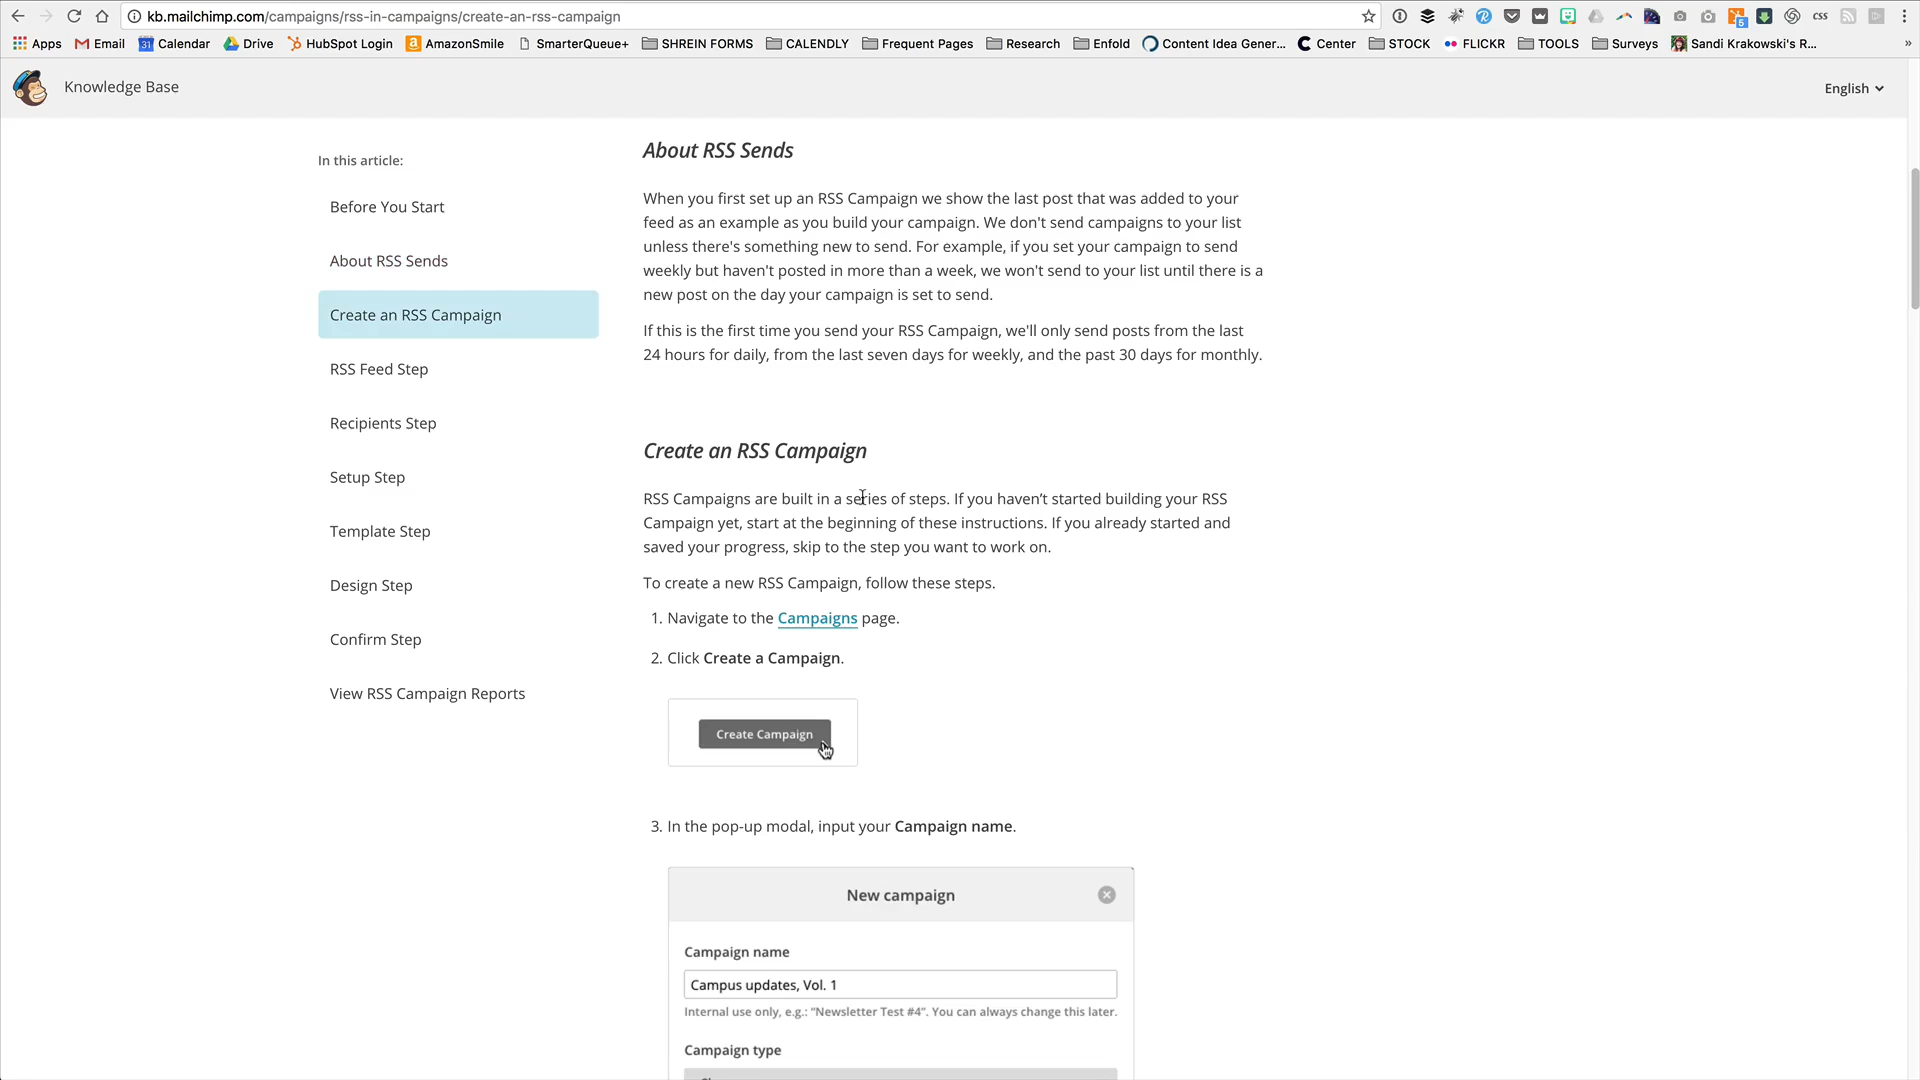 kb.mailchimp.com/campaigns/rss-in-campaigns/create-an-rss-campaign
5
css
Apps
Email
31
Calendar
Drive
HubSpot Login
AmazonSmile
SmarterQueue+
SHREIN FORMS
CALENDLY
Frequent Pages
Research
Enfold
Content Idea Gener...
Center
STOCK
FLICKR
TOOLS
Surveys
Sandi Krakowski's R...
»
Knowledge Base
English
In this article:
Before You Start
About RSS Sends
Create an RSS Campaign
RSS Feed Step
Recipients Step
Setup Step
Template Step
Design Step
Confirm Step
View RSS Campaign Reports
About RSS Sends
When you first set up an RSS Campaign we show the last post that was added to your
feed as an example as you build your campaign. We don't send campaigns to your list
unless there's something new to send. For example, if you set your campaign to send
weekly but haven't posted in more than a week, we won't send to your list until there is a
new post on the day your campaign is set to send.
If this is the first time you send your RSS Campaign, we'll only send posts from the last
24 hours for daily, from the last seven days for weekly, and the past 30 days for monthly.
Create an RSS Campaign
RSS Campaigns are built in a series of steps. If you haven’t started building your RSS
Campaign yet, start at the beginning of these instructions. If you already started and
saved your progress, skip to the step you want to work on.
To create a new RSS Campaign, follow these steps.
1. Navigate to the Campaigns page.
2. Click Create a Campaign.
Create Campaign
3. In the pop-up modal, input your Campaign name.
New campaign
Campaign name
Campus updates, Vol. 1
Internal use only, e.g.: “Newsletter Test #4”. You can always change this later.
Campaign type